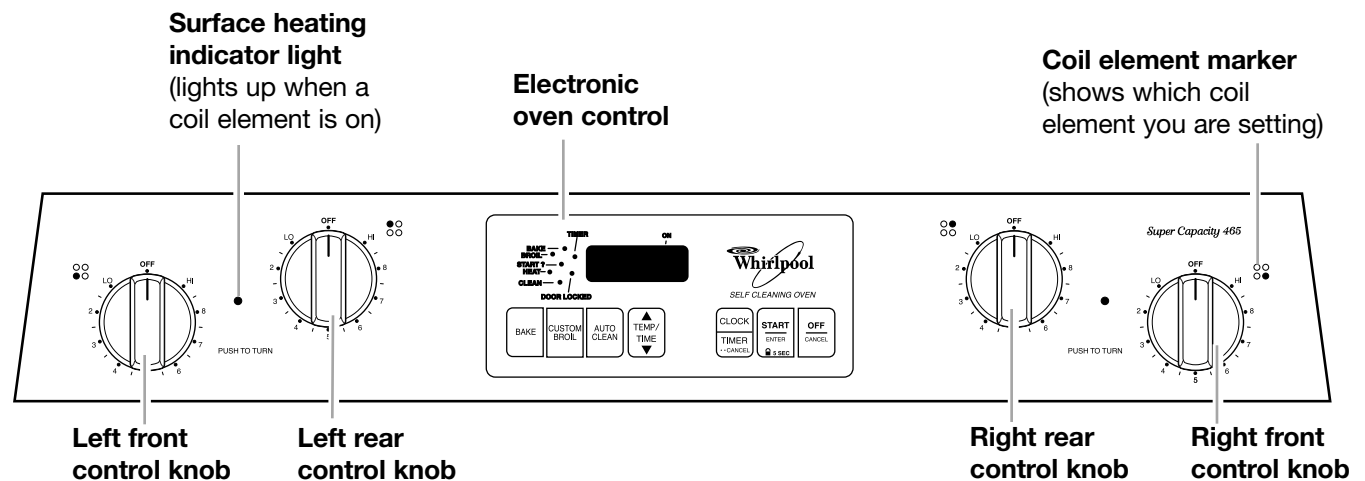 Surface heating
indicator light
(lights up when a
coil element is on)
Electronic
oven control
Coil element marker
(shows which coil
element you are setting)
OFF
LO
HI
2
8
3
7
4
6
PUSH TO TURN
OFF
LO
HI
2
8
3
7
4
5
6
TIMER
ON
BAKE
BROIL
START ?
HEAT
CLEAN
DOOR LOCKED
Whirlpool
SELF CLEANING OVEN
BAKE
CUSTOM
BROIL
AUTO
CLEAN
TEMP/
TIME
CLOCK
TIMER
••CANCEL
START
ENTER
5 SEC
OFF
CANCEL
OFF
LO
HI
2
8
3
7
4
6
PUSH TO TURN
Super Capacity 465
OFF
LO
HI
2
8
3
7
4
5
6
Left front
control knob
Left rear
control knob
Right rear
control knob
Right front
control knob